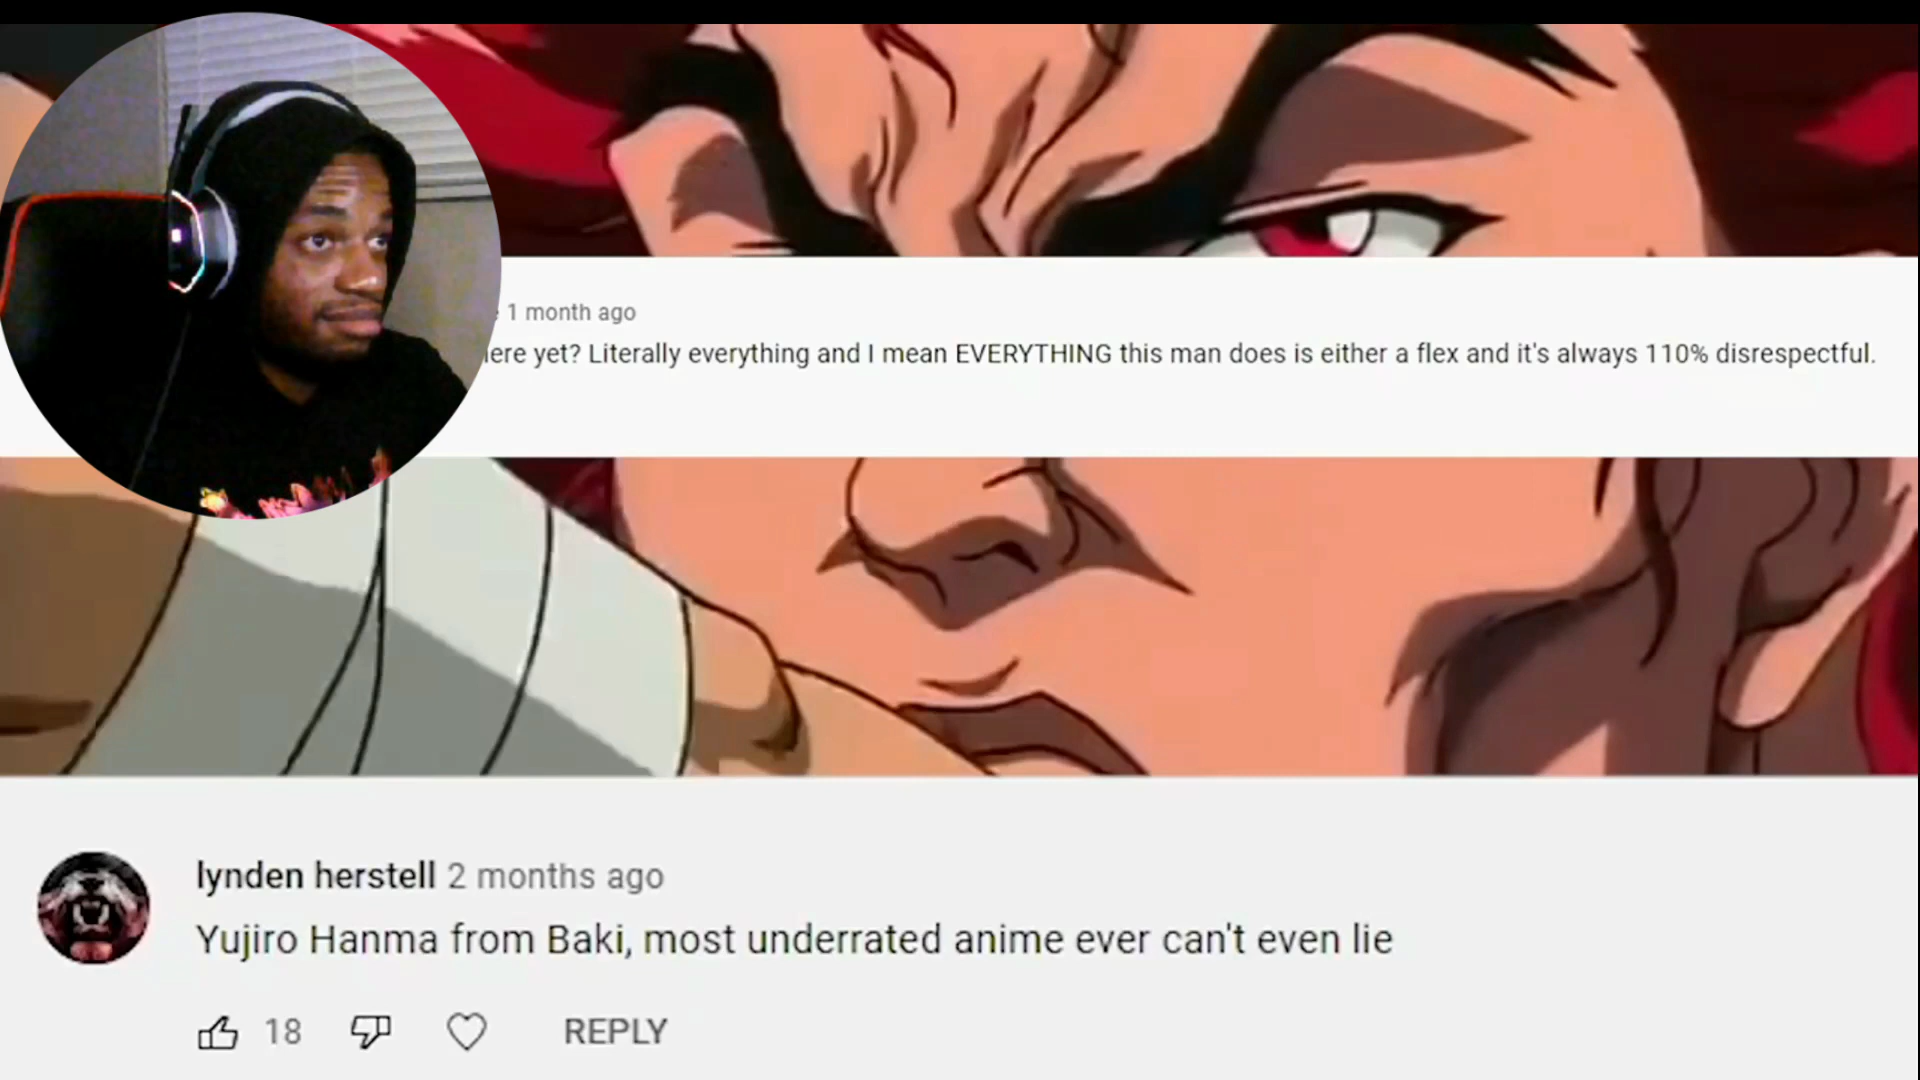 1 month ago
yet? Literally everything and I mean EVERYTHING this man does is either a flex and it's always 110% disrespectful.
lynden herstell 2 months ago
Yujiro Hanma from Baki, most underrated anime ever can't even lie
18 REPLY